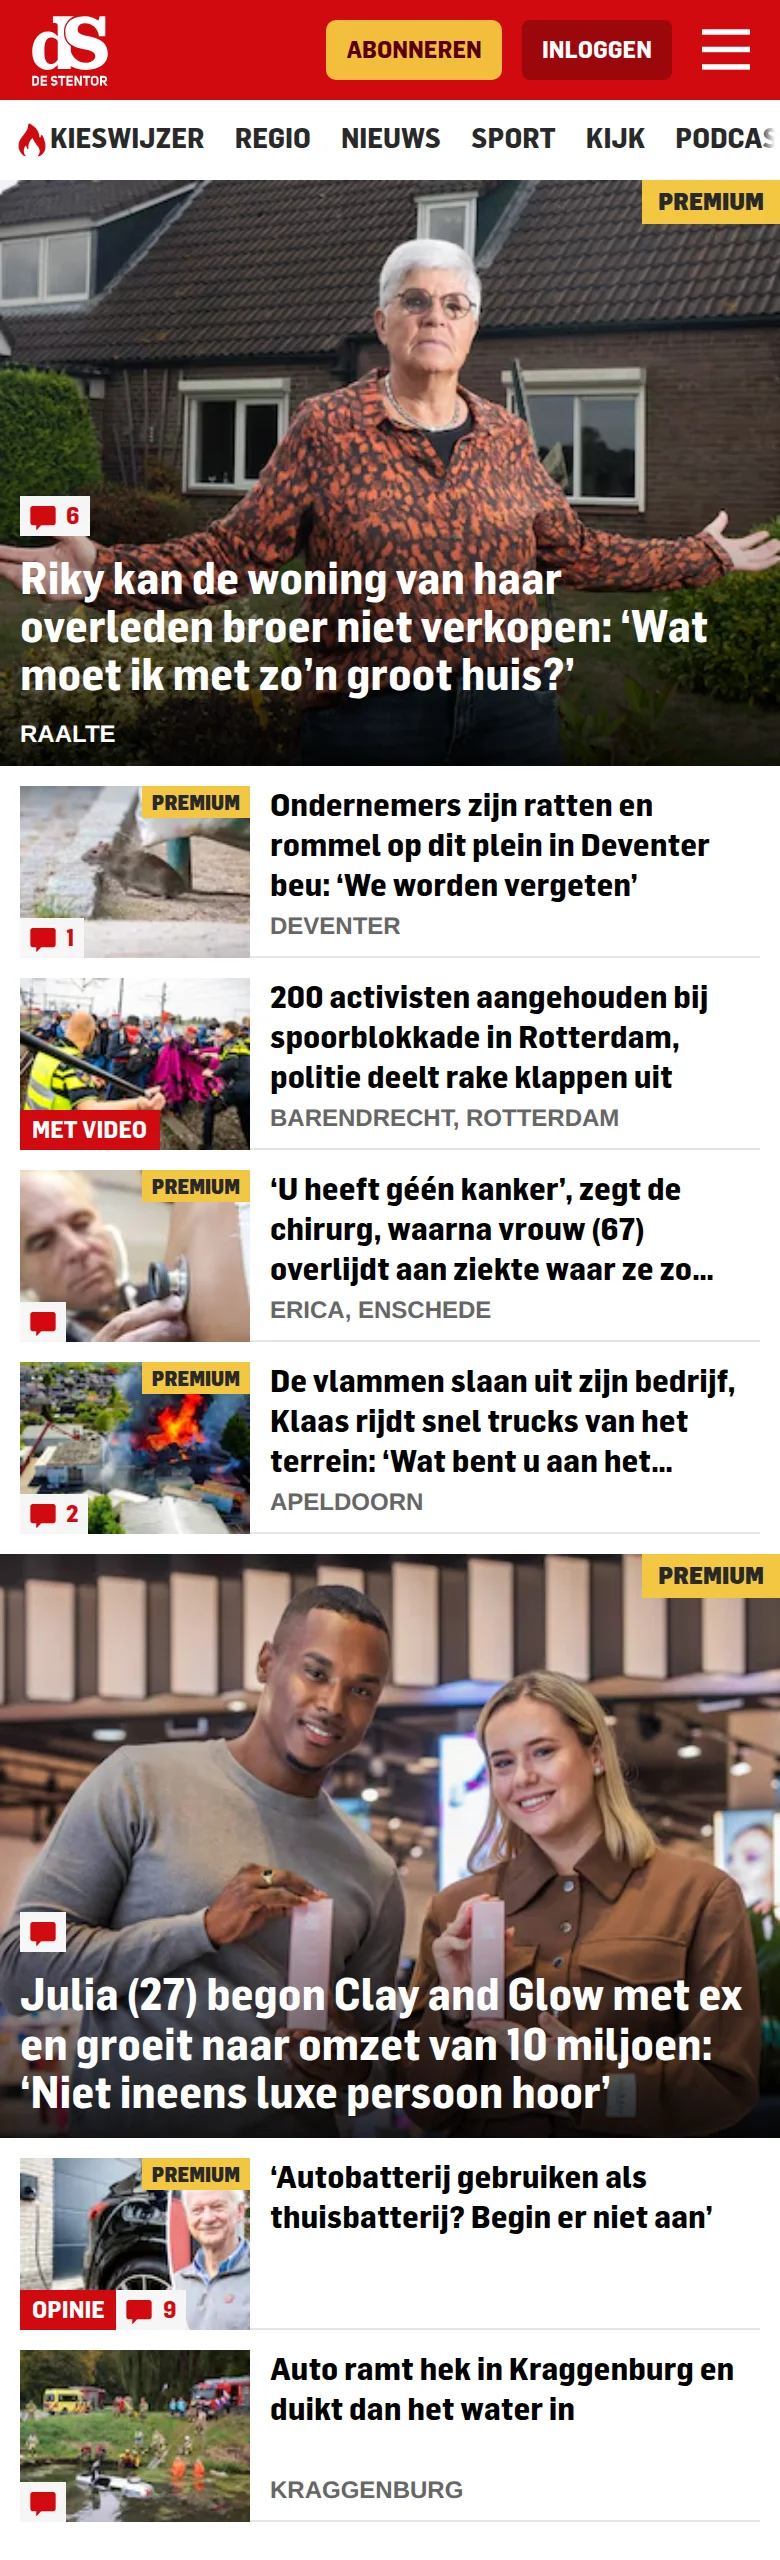 dS
DE STENTOR
ABONNEREN
INLOGGEN
KIESWIJZER REGIO NIEUWS SPORT KIJK PODCAS
PREMIUM
6
Riky kan de woning van haar
overleden broer niet verkopen: ‘Wat
moet ik met zo’n groot huis?’
RAALTE
PREMIUM
1
Ondernemers zijn ratten en
rommel op dit plein in Deventer
beu: ‘We worden vergeten’
DEVENTER
MET VIDEO
200 activisten aangehouden bij
spoorblokkade in Rotterdam,
politie deelt rake klappen uit
BARENDRECHT, ROTTERDAM
PREMIUM
‘U heeft géén kanker’, zegt de
chirurg, waarna vrouw (67)
overlijdt aan ziekte waar ze zo...
ERICA, ENSCHEDE
PREMIUM
2
De vlammen slaan uit zijn bedrijf,
Klaas rijdt snel trucks van het
terrein: ‘Wat bent u aan het...
APELDOORN
PREMIUM
Julia (27) begon Clay and Glow met ex
en groeit naar omzet van 10 miljoen:
‘Niet ineens luxe persoon hoor’
PREMIUM
OPINIE
9
‘Autobatterij gebruiken als
thuisbatterij? Begin er niet aan’
Auto ramt hek in Kraggenburg en
duikt dan het water in
KRAGGENBURG